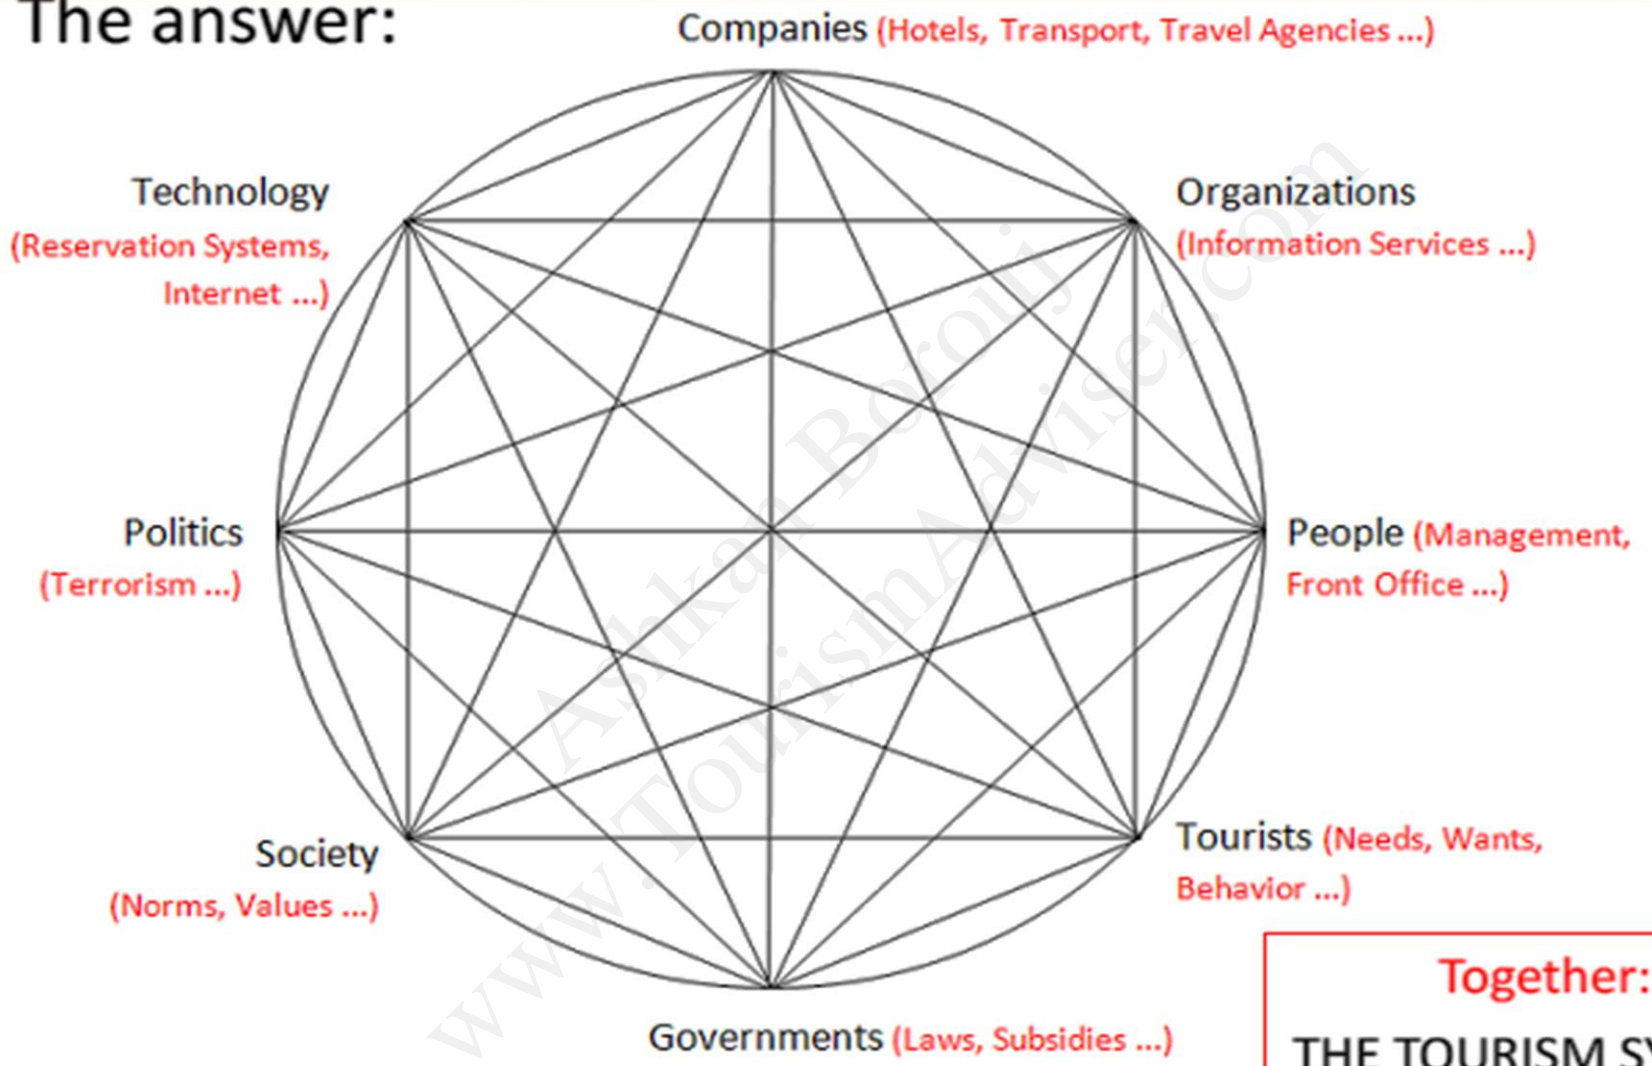 The answer:
Companies (Hotels, Transport, Travel Agencies ...)
Technology
(Reservation Systems,
Internet ...)
Organizations
(Information Services ...)
Politics
(Terrorism ...)
People (Management,
Front Office ...)
Society
(Norms, Values ...)
Tourists (Needs, Wants,
Behavior ...)
Governments (Laws, Subsidies ...)
Together:
THE TOURISM SY
Ashkan Borouj
www.TourismAdviser.com